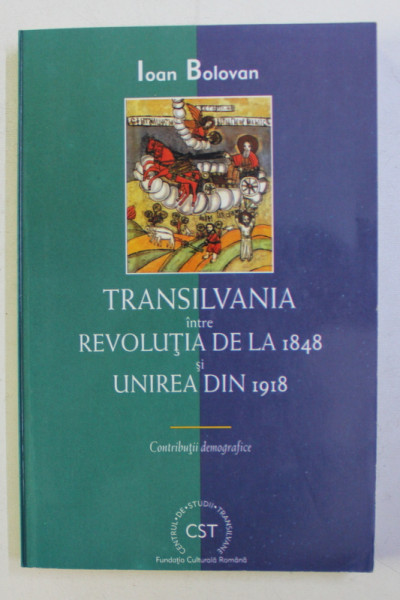 Ioan Bolovan
TRANSILVANIA
între
REVOLUŢIA DE LA 1848
şi
UNIREA DIN 1918
Contribuţii demografice
CENTRUL • DE • STUDII • TRANSILVANE
CST
Fundaţia Culturală Română